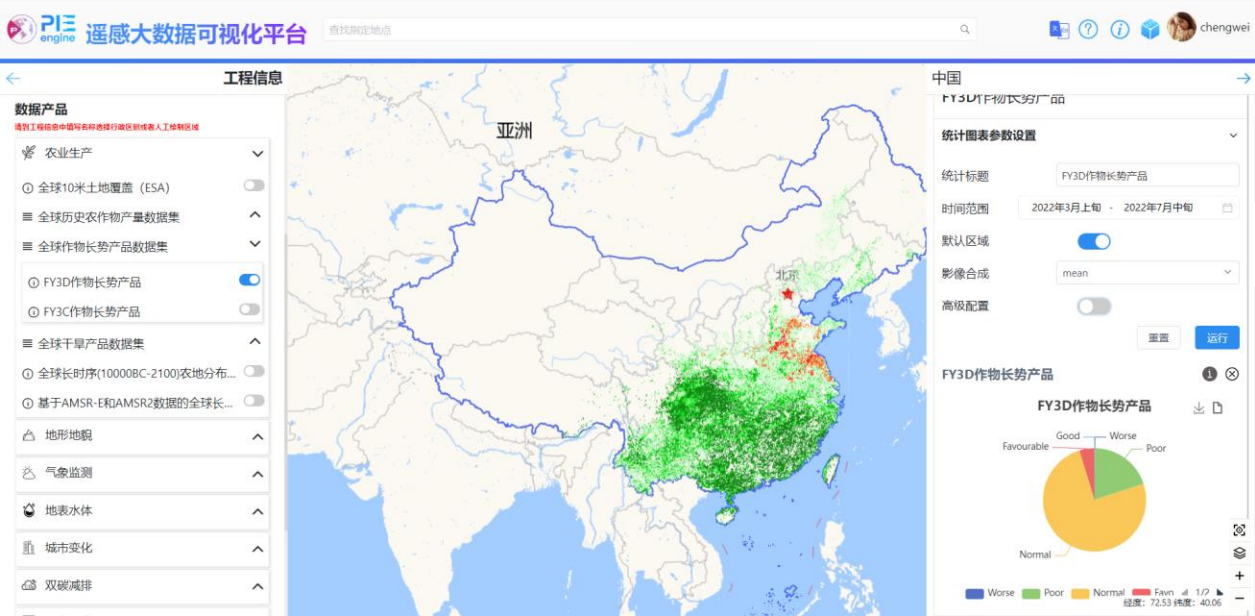 PIE
engine
遥感大数据可视化平台
查找指定地点
chengwei
工程信息
数据产品
请到工程信息中填写名称选择行政区划或者人工绘制区域
农业生产
全球10米土地覆盖（ESA）
全球历史农作物产量数据集
全球作物长势产品数据集
FY3D作物长势产品
FY3C作物长势产品
全球干旱产品数据集
全球长时序(10000BC-2100)农地分布...
基于AMSR-E和AMSR2数据的全球长...
地形地貌
气象监测
地表水体
城市变化
双碳减排
亚洲
北京
中国
FY3D作物长势产品
统计图表参数设置
统计标题
FY3D作物长势产品
时间范围
2022年3月上旬 - 2022年7月中旬
默认区域
影像合成
mean
高级配置
重置
运行
FY3D作物长势产品
FY3D作物长势产品
Good
Worse
Favourable
Poor
Normal
Worse Poor Normal Favo 1/2
经度: 72.53 纬度: 40.06